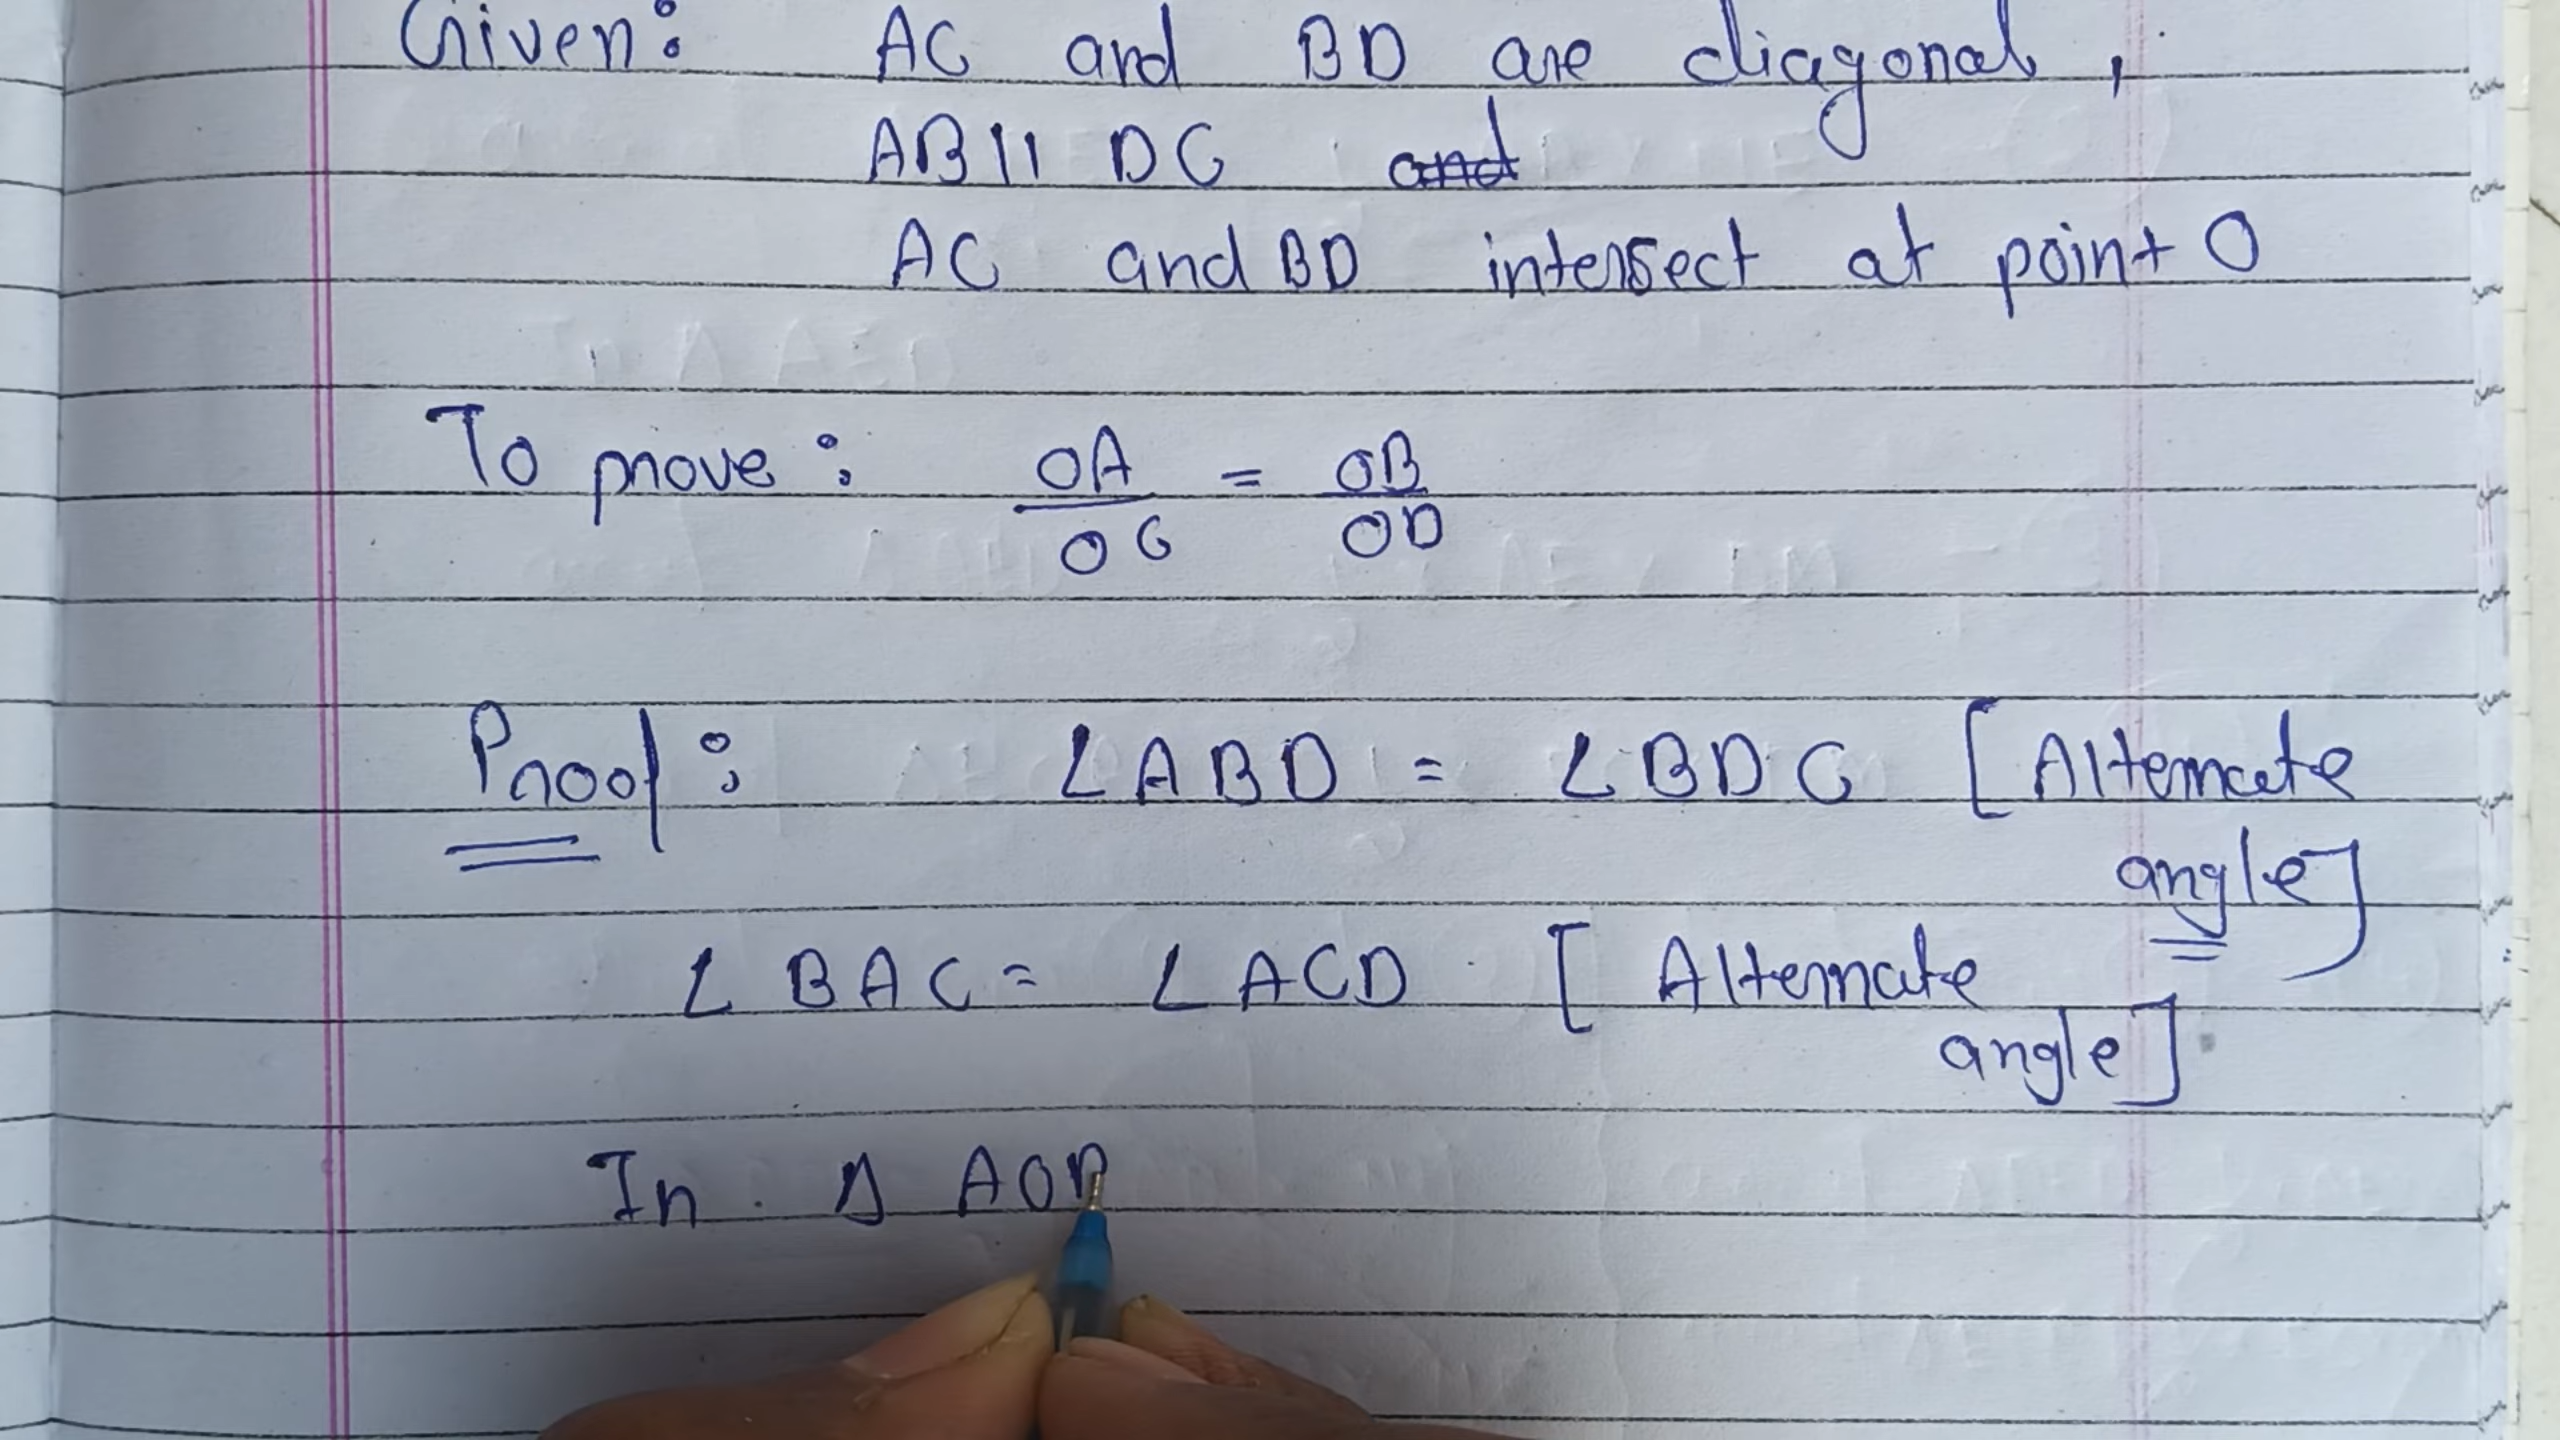 Given: AC and BD are diagonal,
AB || DC and
AC and BD intersect at point O
To prove: OA/OC = OB/OD
Proof: ∠ABD = ∠BDC [Alternate
angle]
∠BAC = ∠ACD [Alternate
angle]
In Δ AOB